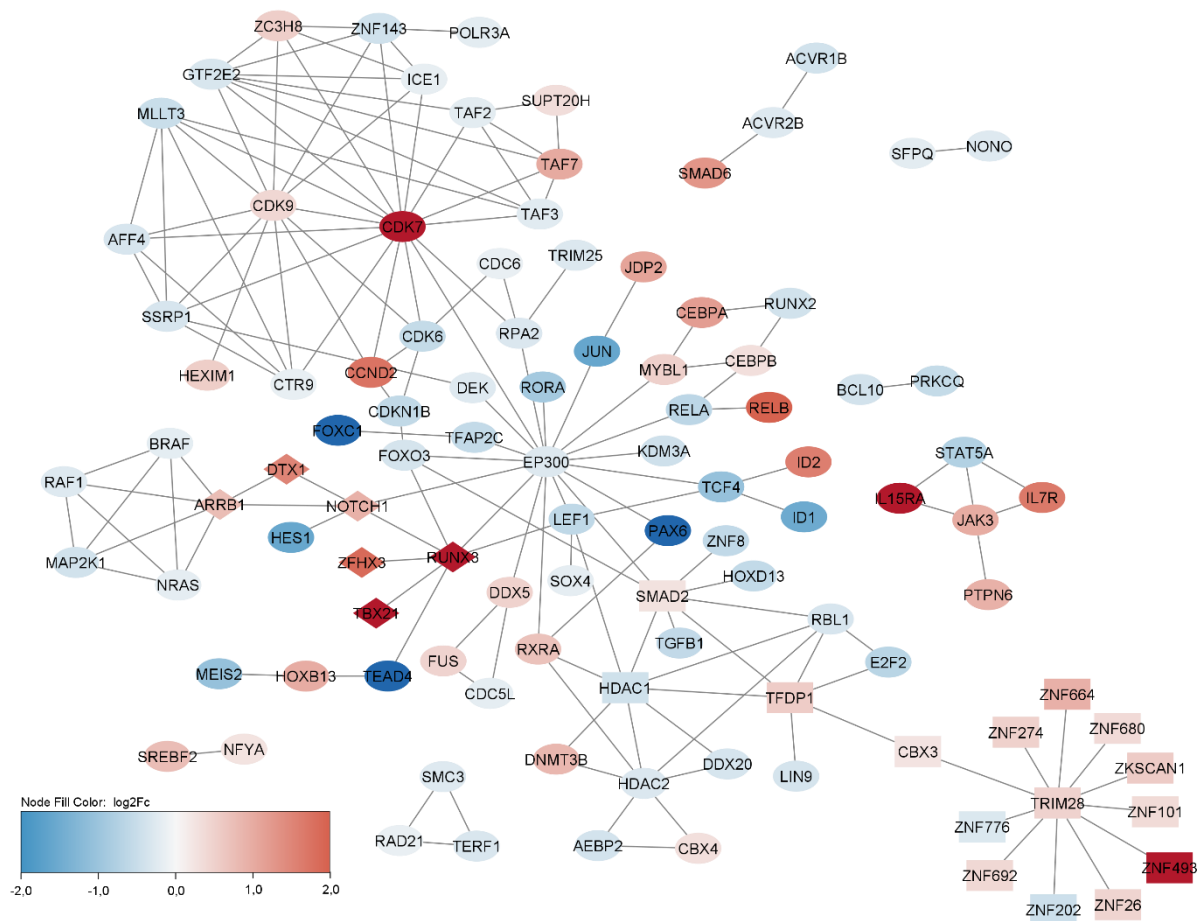 ZC3H8
ZNF143
POLR3A
ACVR1B
GTF2E2
ICE1
MLLT3
TAF2
SUPT20H
ACVR2B
SFPQ
NONO
TAF7
SMAD6
CDK9
CDK7
TAF3
AFF4
CDC6
TRIM25
JDP2
CEBPA
RUNX2
SSRP1
CDK6
RPA2
JUN
MYBL1
CEBPB
HEXIM1
CTR9
CCND2
DEK
RORA
BCL10
PRKCQ
CDKN1B
RELA
RELB
FOXC1
TFAP2C
KDM3A
BRAF
FOXO3
EP300
STAT5A
DTX1
RAF1
ID2
TCF4
IL15RA
IL7R
ARRB1
NOTCH1
LEF1
PAX6
ID1
JAK3
HES1
ZNF8
MAP2K1
ZFHX3
RUNX3
NRAS
SOX4
HOXD13
DDX5
SMAD2
PTPN6
TBX21
RBL1
TGFB1
FUS
RXRA
E2F2
MEIS2
HOXB13
TEAD4
CDC5L
HDAC1
TFDP1
ZNF664
SREBF2
NFYA
ZNF274
ZNF680
CBX3
DNMT3B
DDX20
ZKSCAN1
SMC3
HDAC2
LIN9
TRIM28
ZNF101
Node Fill Color: log2Fc
ZNF776
RAD21
TERF1
AEBP2
CBX4
ZNF493
ZNF692
ZNF202
ZNF26
-2,0 -1,0 0,0 1,0 2,0